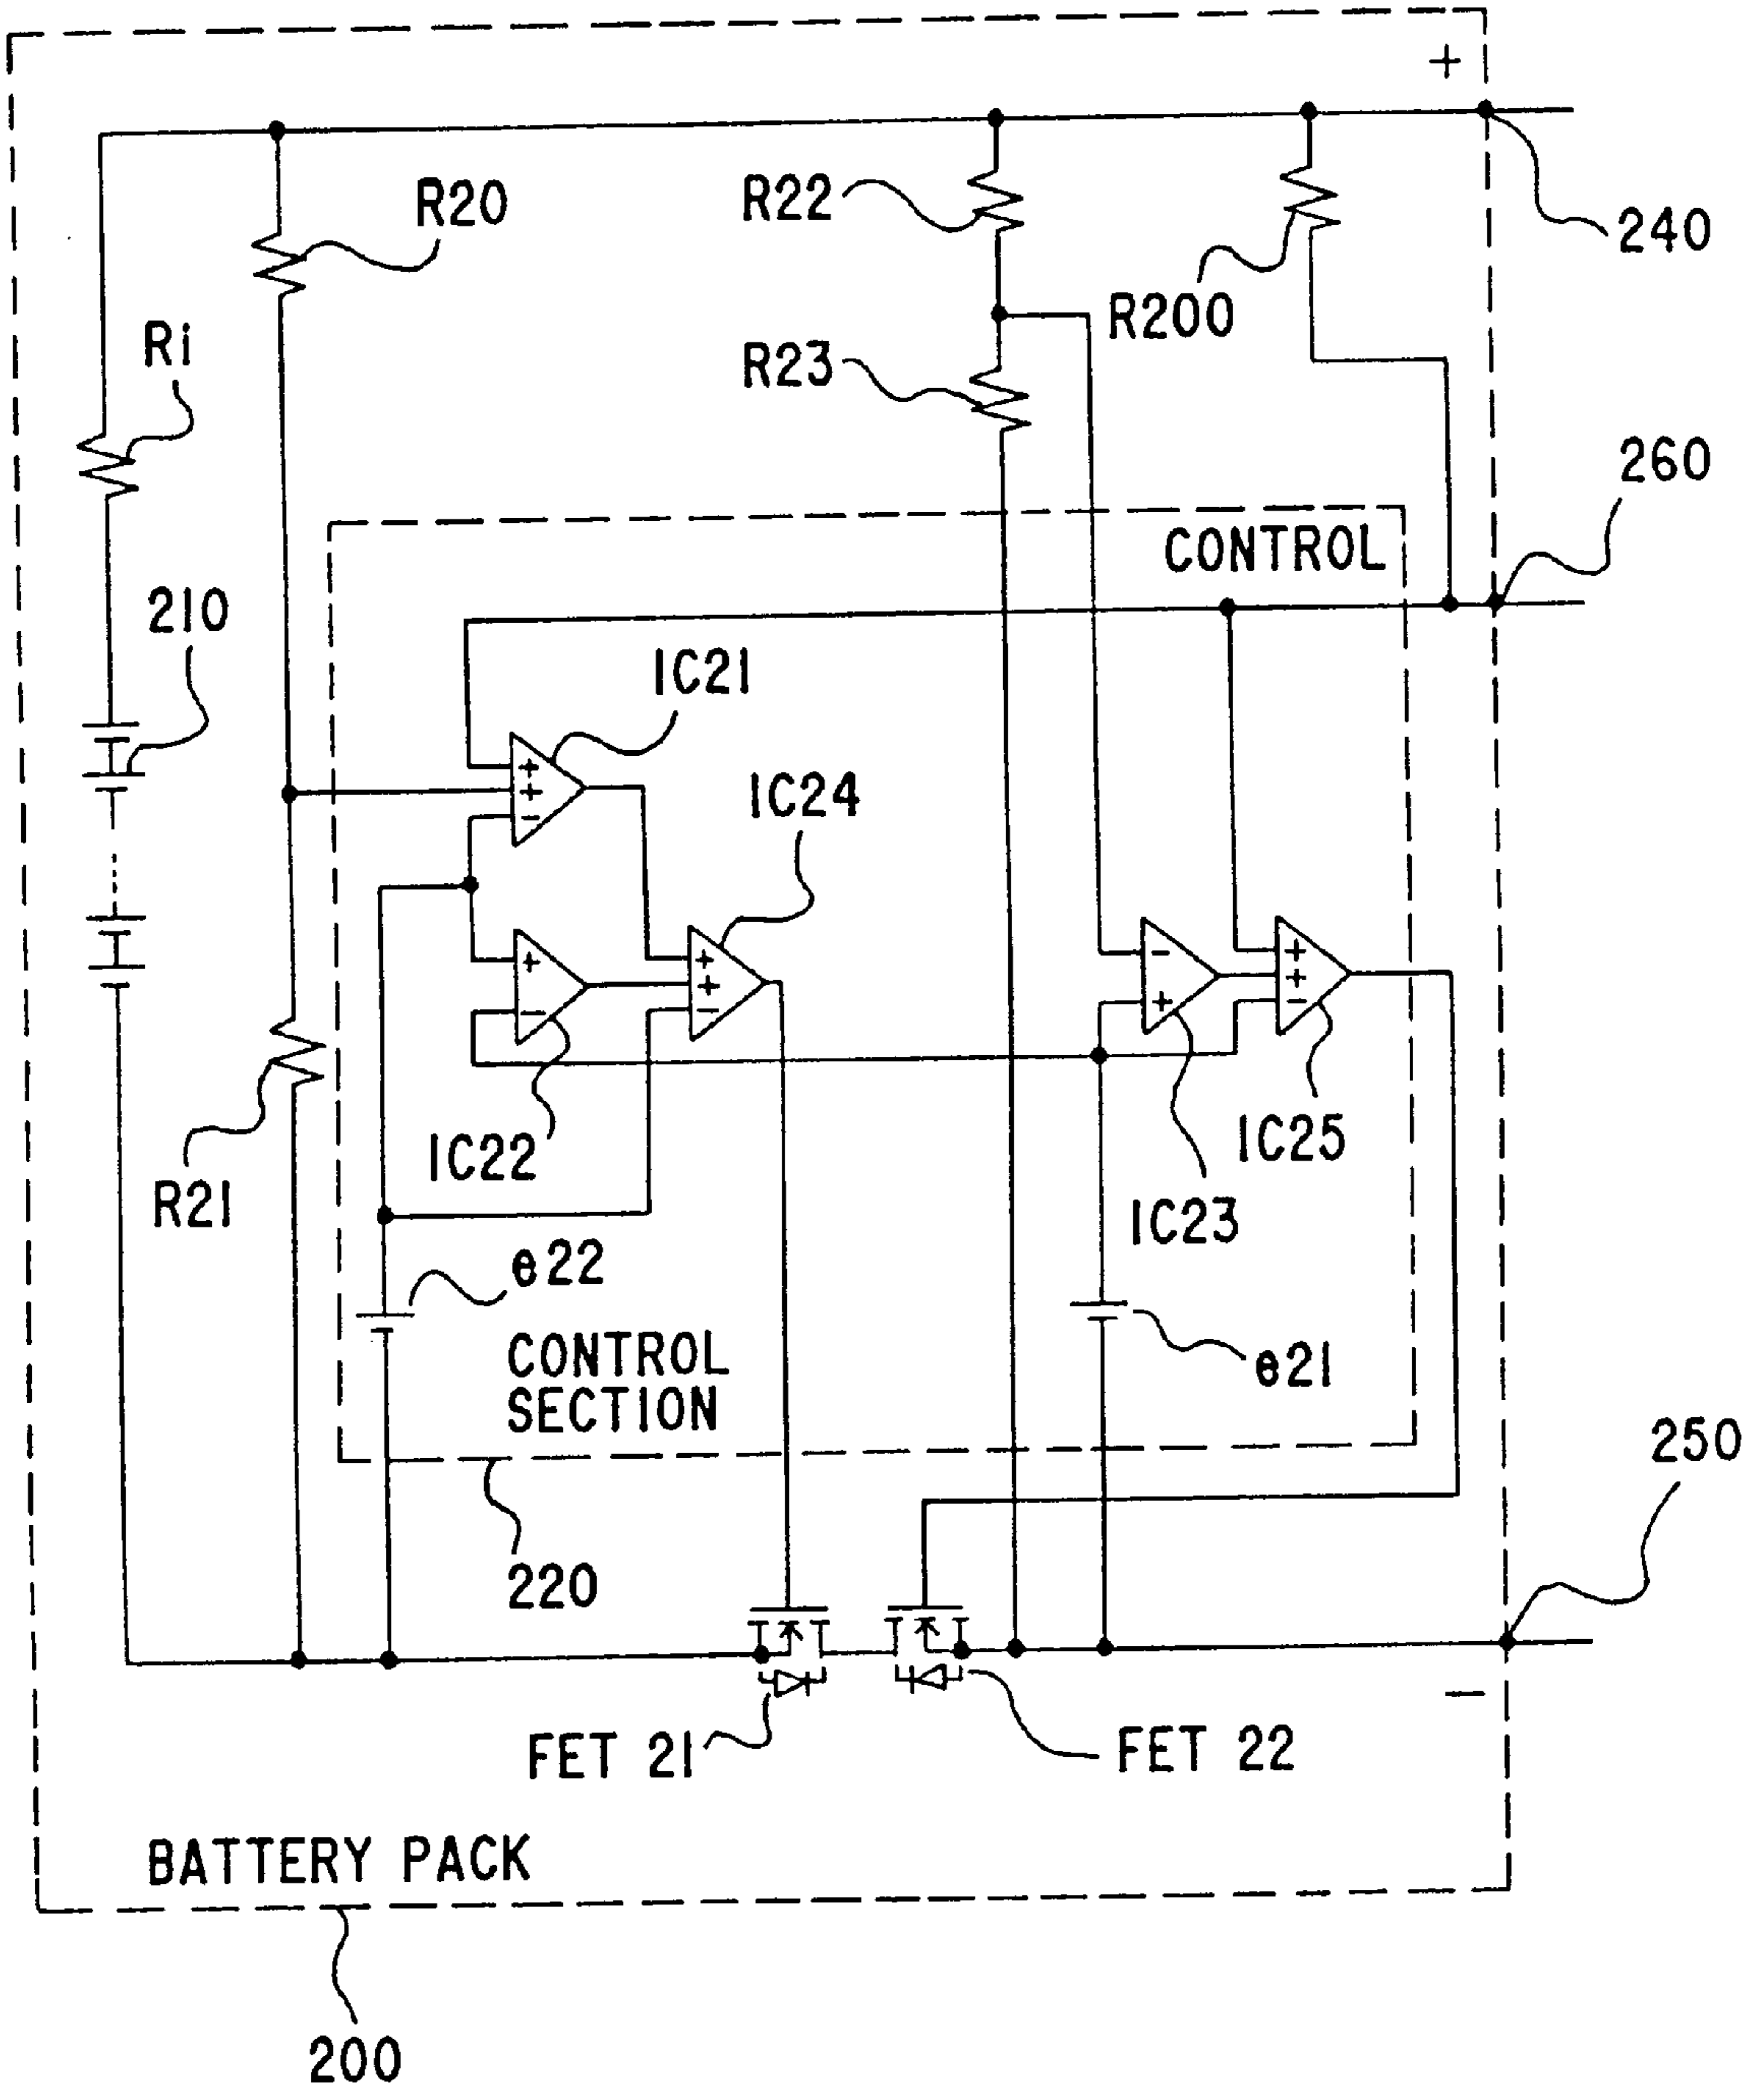 +
R20
R22
240
R200
Ri
R23
260
CONTROL
210
IC21
+
+
-
IC24
+
-
+
+
-
-
+
+
+
-
IC22
IC25
R21
IC23
e22
e21
CONTROL
SECTION
250
220
-
FET 21
FET 22
BATTERY PACK
200